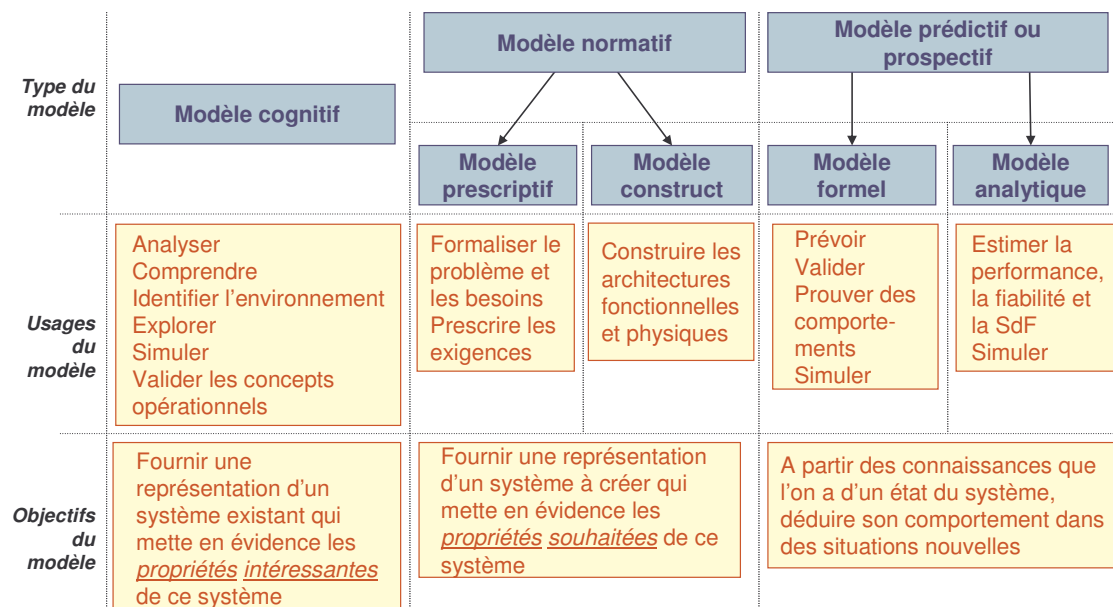 Modèle normatif
Modèle prédictif ou
prospectif
Type du
modèle
Modèle cognitif
Modèle
prescriptif
Modèle
construct
Modèle
formel
Modèle
analytique
Usages
du
modèle
Analyser
Comprendre
Identifier l’environnement
Explorer
Simuler
Valider les concepts
opérationnels
Formaliser le
problème et
les besoins
Prescrire les
exigences
Construire les
architectures
fonctionnelles
et physiques
Prévoir
Valider
Prouver des
comporte-
ments
Simuler
Estimer la
performance,
la fiabilité et
la SdF
Simuler
Objectifs
du
modèle
Fournir une
représentation d’un
système existant qui
mette en évidence les
propriétés intéressantes
de ce système
Fournir une représentation
d’un système à créer qui
mette en évidence les
propriétés souhaitées de ce
système
A partir des connaissances que
l’on a d’un état du système,
déduire son comportement dans
des situations nouvelles